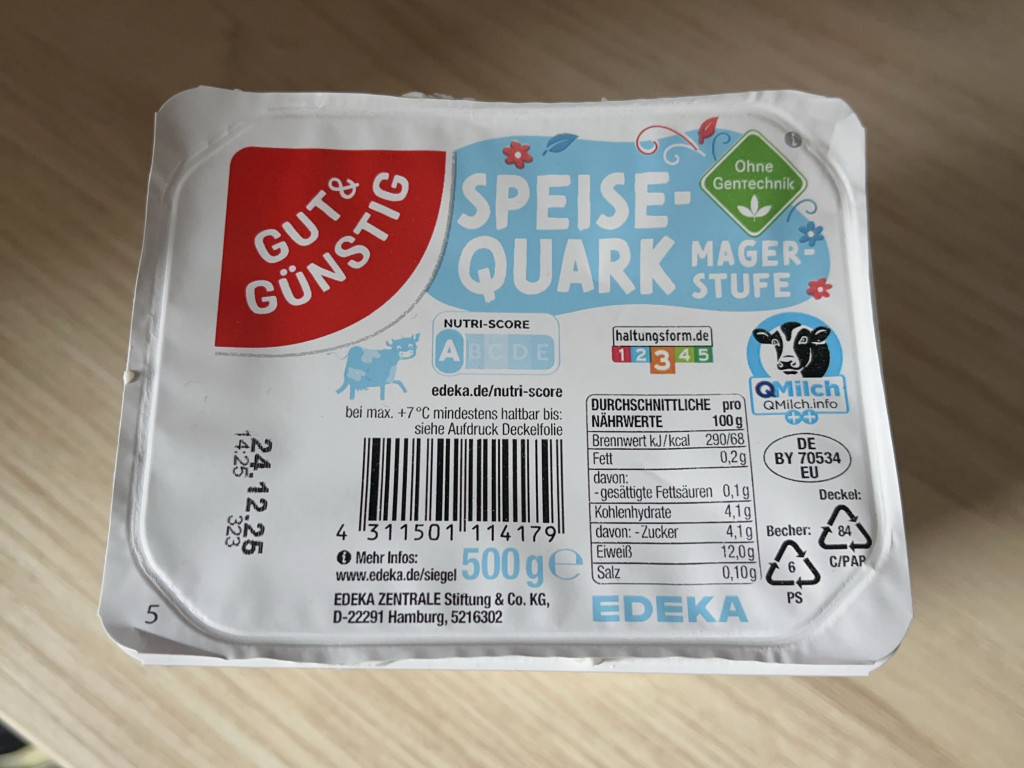 GUT&
GÜNSTIG
SPEISE-
QUARK
MAGER-
STUFE
Ohne
GenTechnik
i
NUTRI-SCORE
A B C D E
edeka.de/nutri-score
bei max. +7 °C mindestens haltbar bis:
siehe Aufdruck Deckelfolie
haltungsform.de
1 2 3 4 5
QMilch
QMilch.info
++
DE
BY 70534
EU
DURCHSCHNITTLICHE NÄHRWERTE pro 100 g
Brennwert kJ/kcal 290/68
Fett 0,2 g
davon:
-gesättigte Fettsäuren 0,1 g
Kohlenhydrate 4,1 g
davon: - Zucker 4,1 g
Eiweiß 12,0 g
Salz 0,10 g
24.12.25
14:25 323
4 311501 114179
i Mehr Infos:
www.edeka.de/siegel
500 g e
EDEKA ZENTRALE Stiftung & Co. KG,
D-22291 Hamburg, 5216302
EDEKA
Becher:
6
PS
Deckel:
84
C/PAP
5